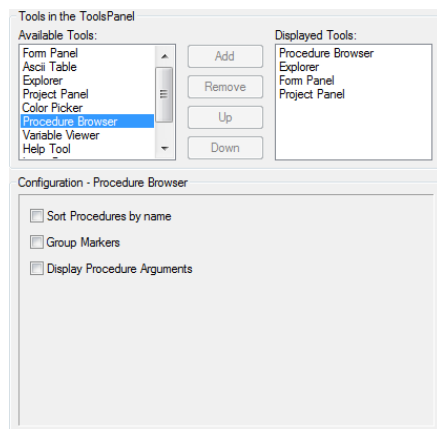 Tools in the ToolsPanel
Available Tools:
Form Panel
Ascii Table
Explorer
Project Panel
Color Picker
Procedure Browser
Variable Viewer
Help Tool
Add
Remove
Up
Down
Displayed Tools:
Procedure Browser
Explorer
Form Panel
Project Panel
Configuration - Procedure Browser
Sort Procedures by name
Group Markers
Display Procedure Arguments